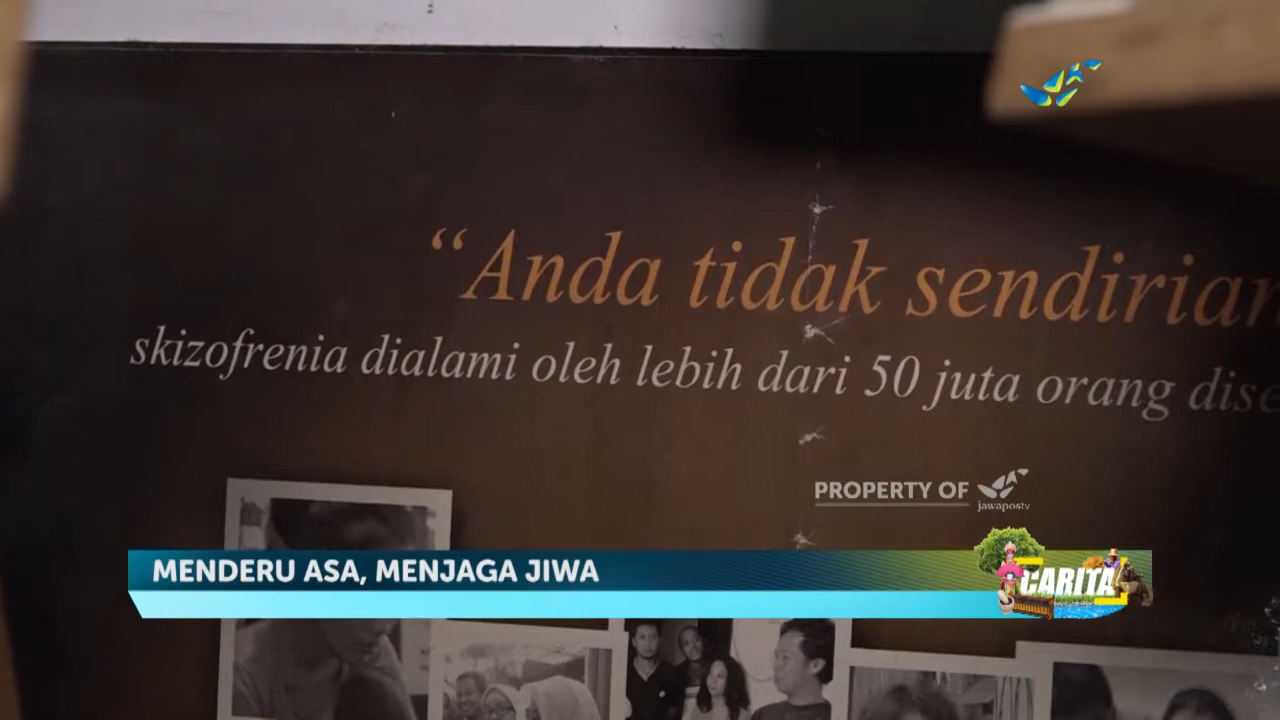 “Anda tidak sendirian
skizofrenia dialami oleh lebih dari 50 juta orang dise
PROPERTY OF
jawapostv
MENDERU ASA, MENJAGA JIWA
CARITA